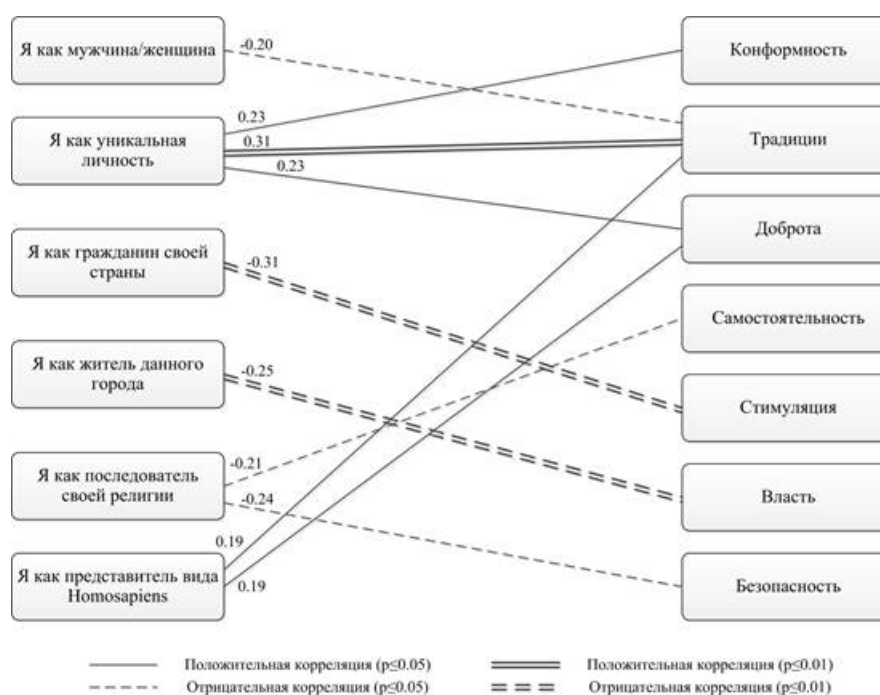 Я как мужчина/женщина
-0.20
Конформность
Я как уникальная
личность
0.23
0.31
0.23
Традиции
Доброта
Я как гражданин своей
страны
-0.31
Самостоятельность
Я как житель данного
города
-0.25
Стимуляция
Я как последователь
своей религии
-0.21
-0.24
Власть
Я как представитель вида
Homosapiens
0.19
0.19
Безопасность
Положительная корреляция (p≤0.05)
Положительная корреляция (p≤0.01)
Отрицательная корреляция (p≤0.05)
Отрицательная корреляция (p≤0.01)